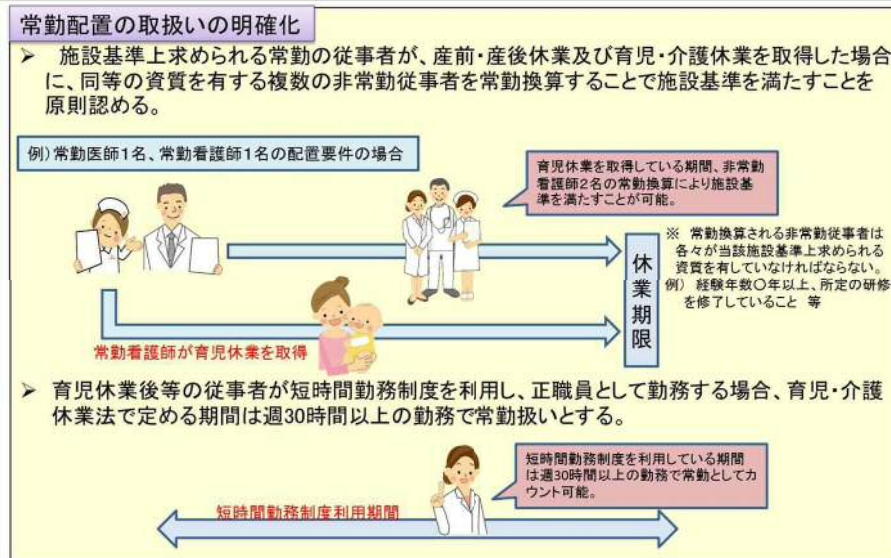 常勤配置の取扱いの明確化
➢ 施設基準上求められる常勤の従事者が、産前・産後休業及び育児・介護休業を取得した場合
に、同等の資質を有する複数の非常勤従事者を常勤換算することで施設基準を満たすことを
原則認める。
例)常勤医師1名、常勤看護師1名の配置要件の場合
育児休業を取得している期間、非常勤
看護師2名の常勤換算により施設基
準を満たすことが可能。
※ 常勤換算される非常勤従事者は
各々が当該施設基準上求められる
資質を有していなければならない。
例) 経験年数〇年以上、所定の研修
を修了していること 等
休業期限
常勤看護師が育児休業を取得
➢ 育児休業後等の従事者が短時間勤務制度を利用し、正職員として勤務する場合、育児・介護
休業法で定める期間は週30時間以上の勤務で常勤扱いとする。
短時間勤務制度を利用している期間
は週30時間以上の勤務で常勤としてカ
ウント可能。
短時間勤務制度利用期間